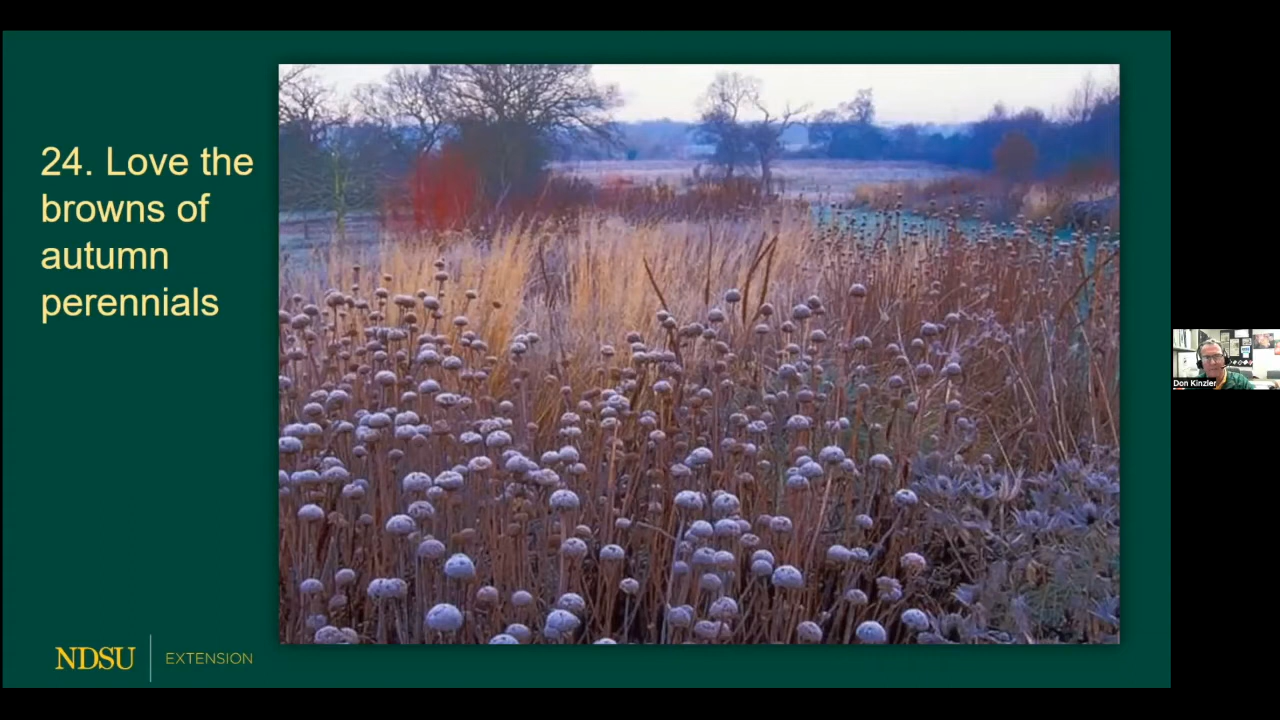 24. Love the
browns of
autumn
perennials
NDSU EXTENSION
Don Kinzler